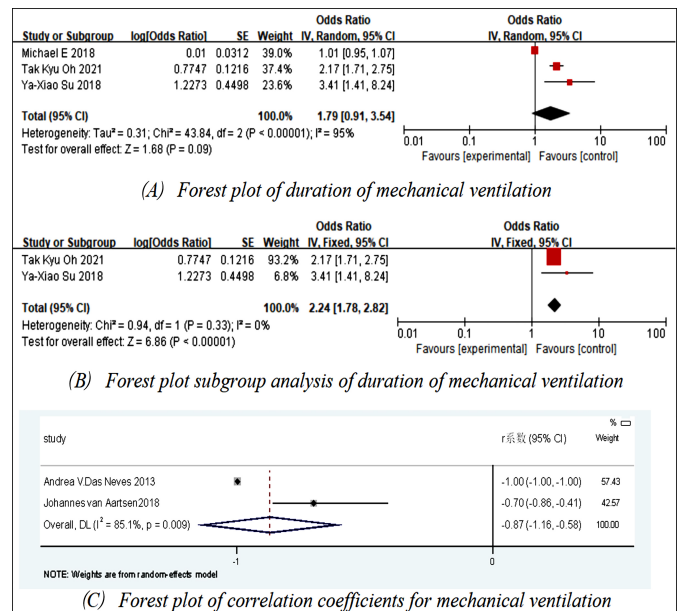 Odds Ratio Odds Ratio
Study or Subgroup log[Odds Ratio] SE Weight IV, Random, 95% CI IV, Random, 95% CI
Michael E 2018 0.01 0.0312 39.0% 1.01 [0.95, 1.07]
Tak Kyu Oh 2021 0.7747 0.1216 37.4% 2.17 [1.71, 2.75]
Ya-Xiao Su 2018 1.2273 0.4498 23.6% 3.41 [1.41, 8.24]
Total (95% CI) 100.0% 1.79 [0.91, 3.54]
Heterogeneity: Tau² = 0.31; Chi² = 43.84, df = 2 (P < 0.00001); I² = 95%
Test for overall effect: Z = 1.68 (P = 0.09)
0.01 0.1 1 10 100
Favours [experimental] Favours [control]
(A) Forest plot of duration of mechanical ventilation
Odds Ratio Odds Ratio
Study or Subgroup log[Odds Ratio] SE Weight IV, Fixed, 95% CI IV, Fixed, 95% CI
Tak Kyu Oh 2021 0.7747 0.1216 93.2% 2.17 [1.71, 2.75]
Ya-Xiao Su 2018 1.2273 0.4498 6.8% 3.41 [1.41, 8.24]
Total (95% CI) 100.0% 2.24 [1.78, 2.82]
Heterogeneity: Chi² = 0.94, df = 1 (P = 0.33); I² = 0%
Test for overall effect: Z = 6.86 (P < 0.00001)
0.01 0.1 1 10 100
Favours [experimental] Favours [control]
(B) Forest plot subgroup analysis of duration of mechanical ventilation
%
study r系数 (95% CI) Weight
Andrea V.Das Neves 2013 -1.00 (-1.00, -1.00) 57.43
Johannes van Aartsen2018 -0.70 (-0.86, -0.41) 42.57
Overall, DL (I² = 85.1%, p = 0.009) -0.87 (-1.16, -0.58) 100.00
-1 0
NOTE: Weights are from random-effects model
(C) Forest plot of correlation coefficients for mechanical ventilation